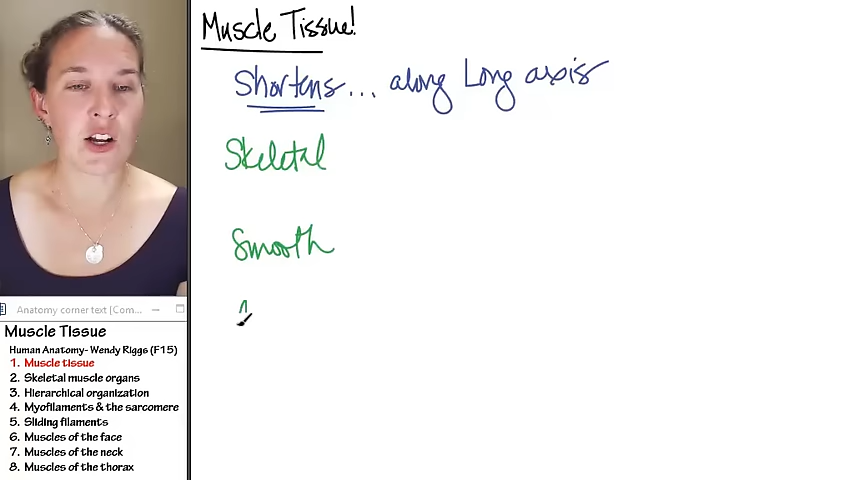 Muscle Tissue!
Shortens... along Long axis
Skeletal
Smooth
Anatomy corner text [Com...
Muscle Tissue
Human Anatomy- Wendy Riggs (F15)
1. Muscle tissue
2. Skeletal muscle organs
3. Hierarchical organization
4. Myofilaments & the sarcomere
5. Sliding filaments
6. Muscles of the face
7. Muscles of the neck
8. Muscles of the thorax